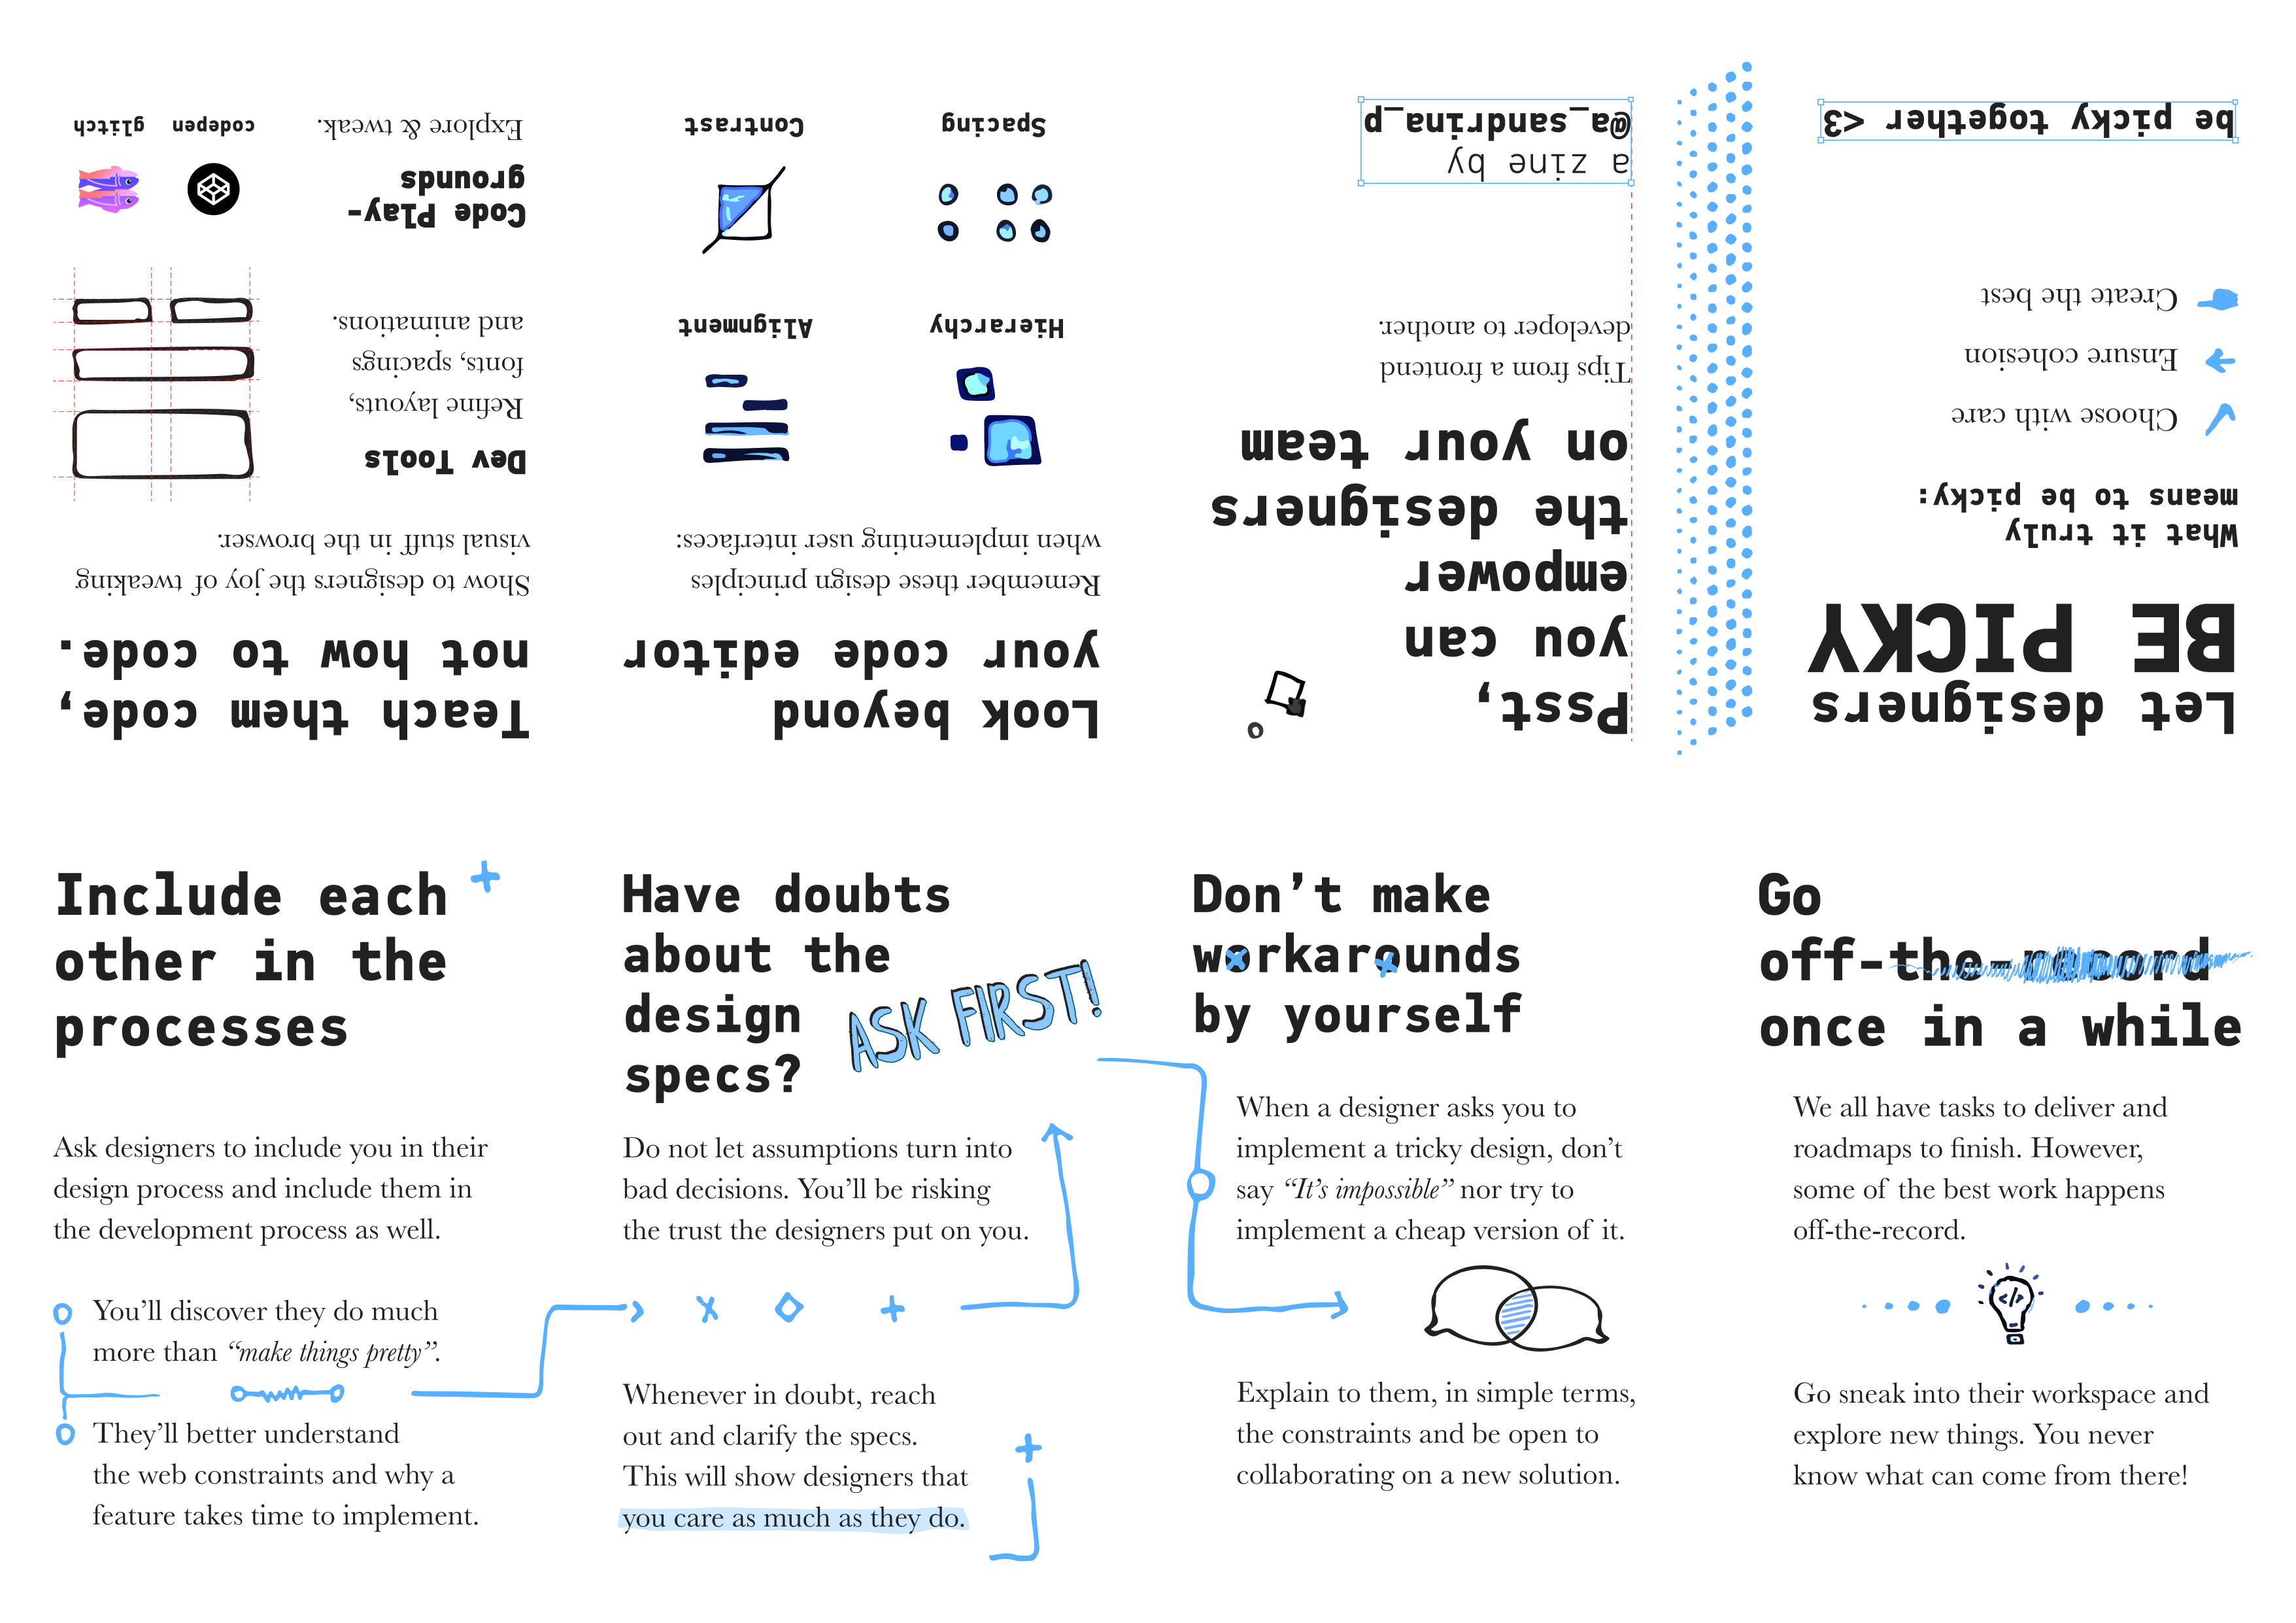 Psst,
you can
empower
the designers
on your team
Tips from a frontend
developer to another.
a zine by
@a_sandrina_p
Look beyond
your code editor
Remember these design principles
when implementing user interfaces:
Hierarchy
Alignment
Spacing
Contrast
Teach them code,
not how to code.
Show to designers the joy of tweaking
visual stuff in the browser.
Dev Tools
Refine layouts,
fonts, spacings
and animations.
Code Play-
grounds
Explore & tweak.
codepen
glitch
Include each
other in the
processes
Ask designers to include you in their
design process and include them in
the development process as well.
You’ll discover they do much
more than “make things pretty”.
They’ll better understand
the web constraints and why a
feature takes time to implement.
Have doubts
about the
design
specs?
ASK FIRST!
Do not let assumptions turn into
bad decisions. You’ll be risking
the trust the designers put on you.
Whenever in doubt, reach
out and clarify the specs.
This will show designers that
you care as much as they do.
Don’t make
workarounds
by yourself
When a designer asks you to
implement a tricky design, don’t
say “It’s impossible” nor try to
implement a cheap version of it.
Explain to them, in simple terms,
the constraints and be open to
collaborating on a new solution.
Go
off-the-record
once in a while
We all have tasks to deliver and
roadmaps to finish. However,
some of the best work happens
off-the-record.
</>
Go sneak into their workspace and
explore new things. You never
know what can come from there!
Let designers
BE PICKY
What it truly
means to be picky:
Choose with care
Ensure cohesion
Create the best
be picky together <3